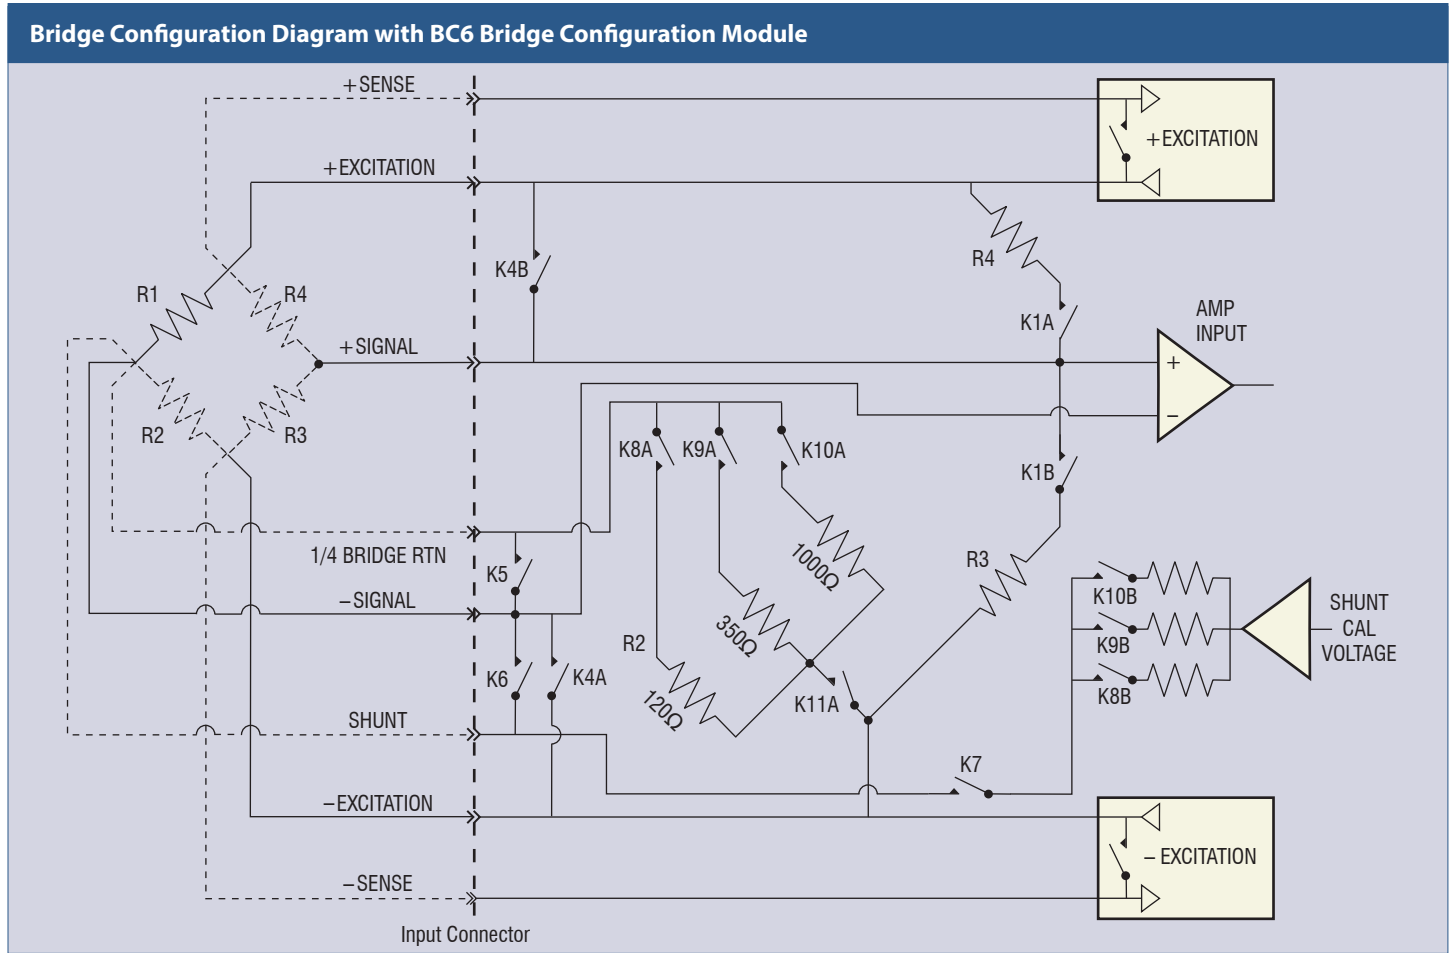 Bridge Configuration Diagram with BC6 Bridge Configuration Module
+SENSE
+EXCITATION
+EXCITATION
K4B
R4
R1
R4
K1A
AMP
INPUT
+SIGNAL
+
−
R2
R3
K8A
K9A
K10A
K1B
1/4 BRIDGE RTN
K5
1000Ω
R3
−SIGNAL
K10B
350Ω
K9B
SHUNT
CAL
VOLTAGE
R2
K6
K4A
K8B
120Ω
K11A
SHUNT
K7
−EXCITATION
− EXCITATION
−SENSE
Input Connector